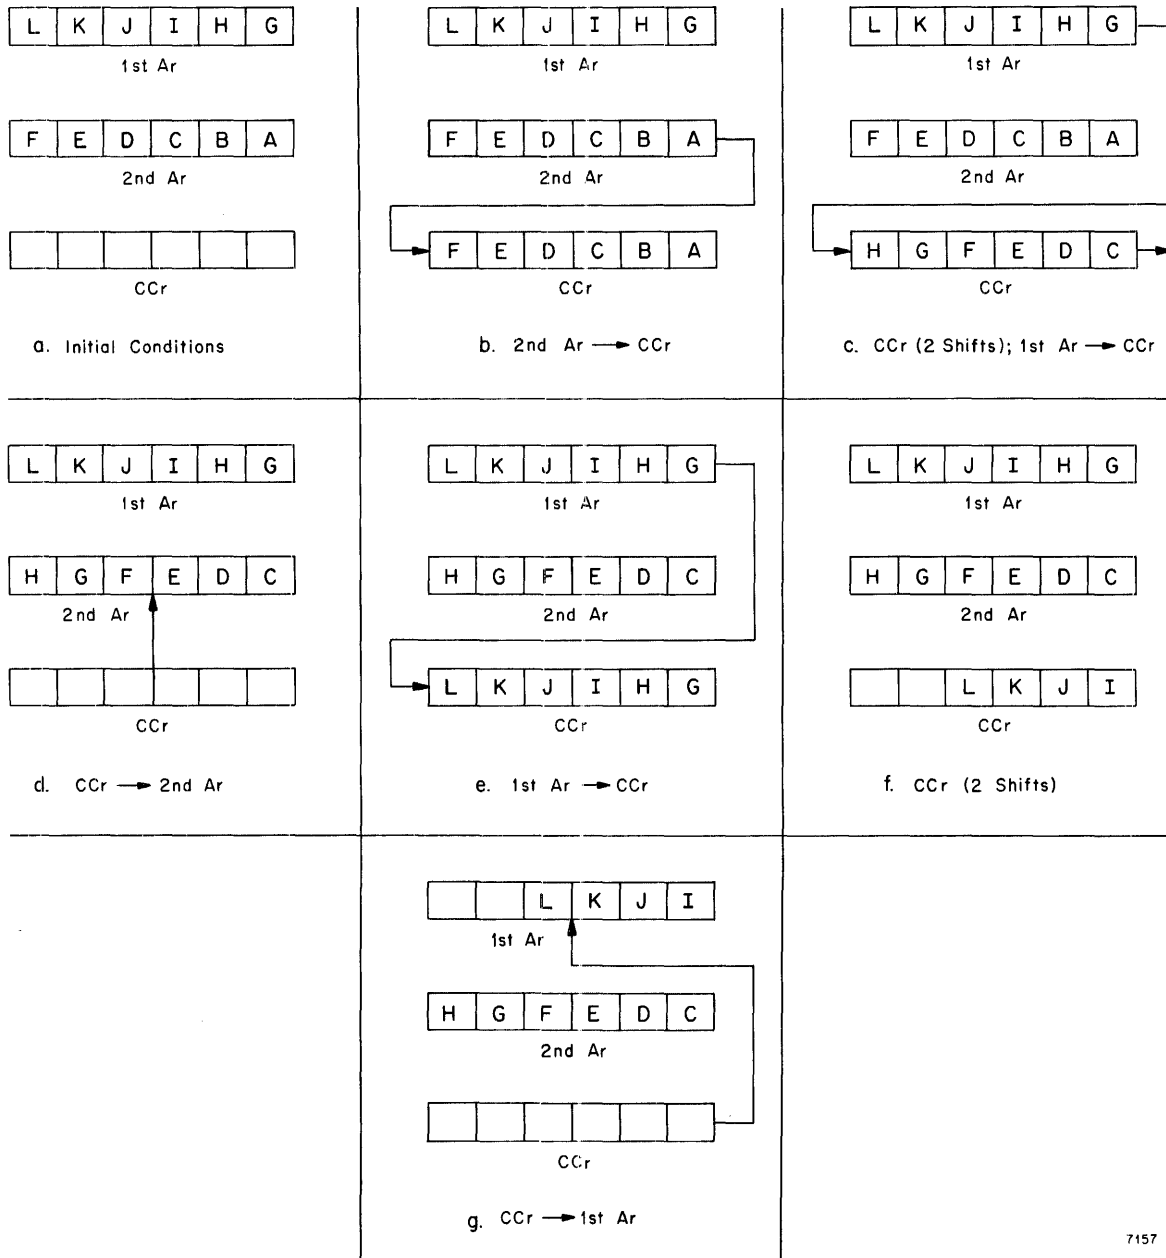 L K J I H G
1st Ar
F E D C B A
2nd Ar
CCr
a. Initial Conditions
L K J I H G
1st Ar
F E D C B A
2nd Ar
F E D C B A
CCr
b. 2nd Ar → CCr
L K J I H G
1st Ar
F E D C B A
2nd Ar
H G F E D C
CCr
c. CCr (2 Shifts); 1st Ar → CCr
L K J I H G
1st Ar
H G F E D C
2nd Ar
CCr
d. CCr → 2nd Ar
L K J I H G
1st Ar
H G F E D C
2nd Ar
L K J I H G
CCr
e. 1st Ar → CCr
L K J I H G
1st Ar
H G F E D C
2nd Ar
L K J I
CCr
f. CCr (2 Shifts)
L K J I
1st Ar
H G F E D C
2nd Ar
CCr
g. CCr → 1st Ar
7157